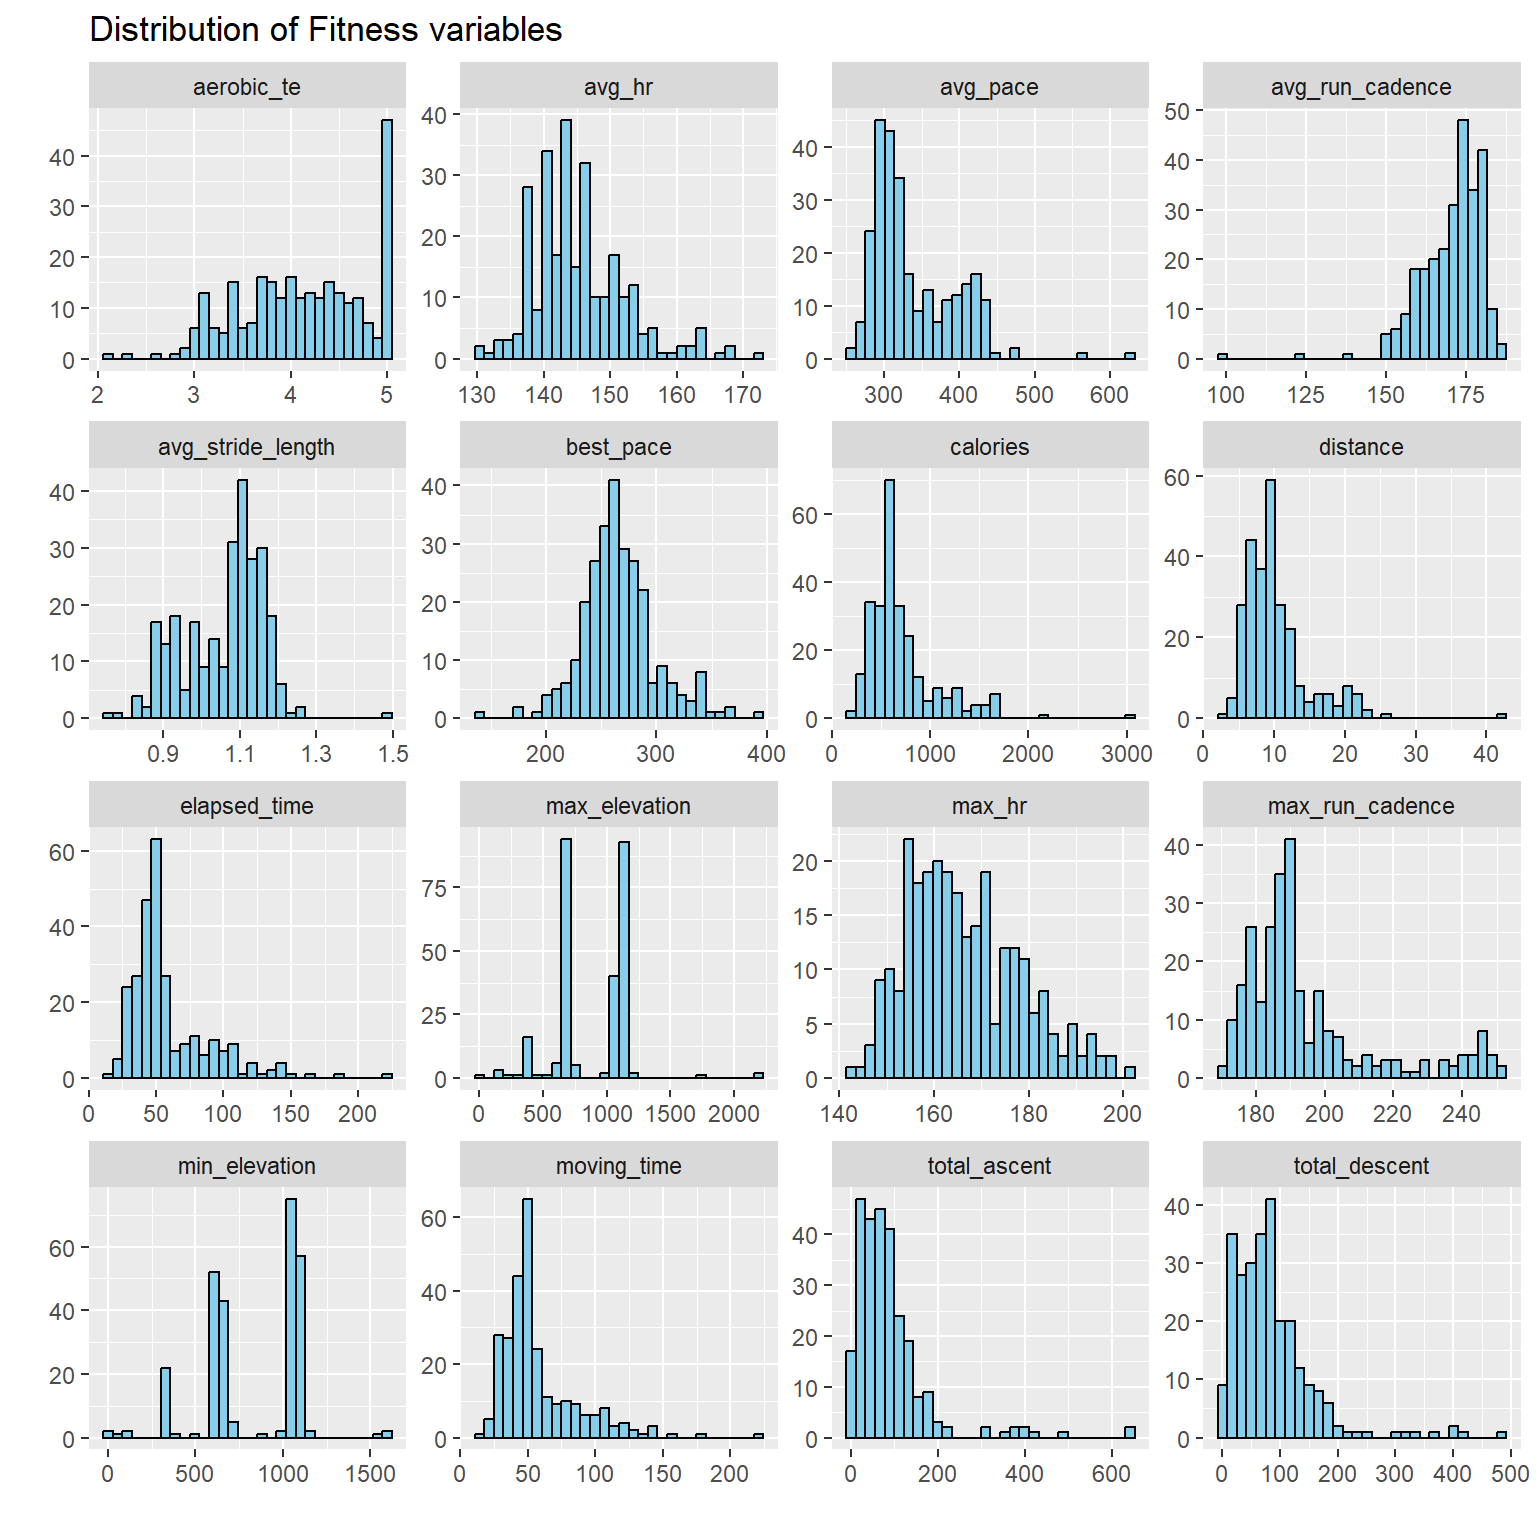 Distribution of Fitness variables
aerobic_te avg_hr avg_pace avg_run_cadence
40 30 20 10 0
2 3 4 5
40 30 20 10 0
130 140 150 160 170
40 30 20 10 0
300 400 500 600
50 40 30 20 10 0
100 125 150 175
avg_stride_length best_pace calories distance
40 30 20 10 0
0.9 1.1 1.3 1.5
40 30 20 10 0
200 300 400
60 40 20 0
0 1000 2000 3000
60 40 20 0
0 10 20 30 40
elapsed_time max_elevation max_hr max_run_cadence
60 40 20 0
0 50 100 150 200
75 50 25 0
0 500 1000 1500 2000
20 15 10 5 0
140 160 180 200
40 30 20 10 0
180 200 220 240
min_elevation moving_time total_ascent total_descent
60 40 20 0
0 500 1000 1500
60 40 20 0
0 50 100 150 200
40 30 20 10 0
0 200 400 600
40 30 20 10 0
0 100 200 300 400 500